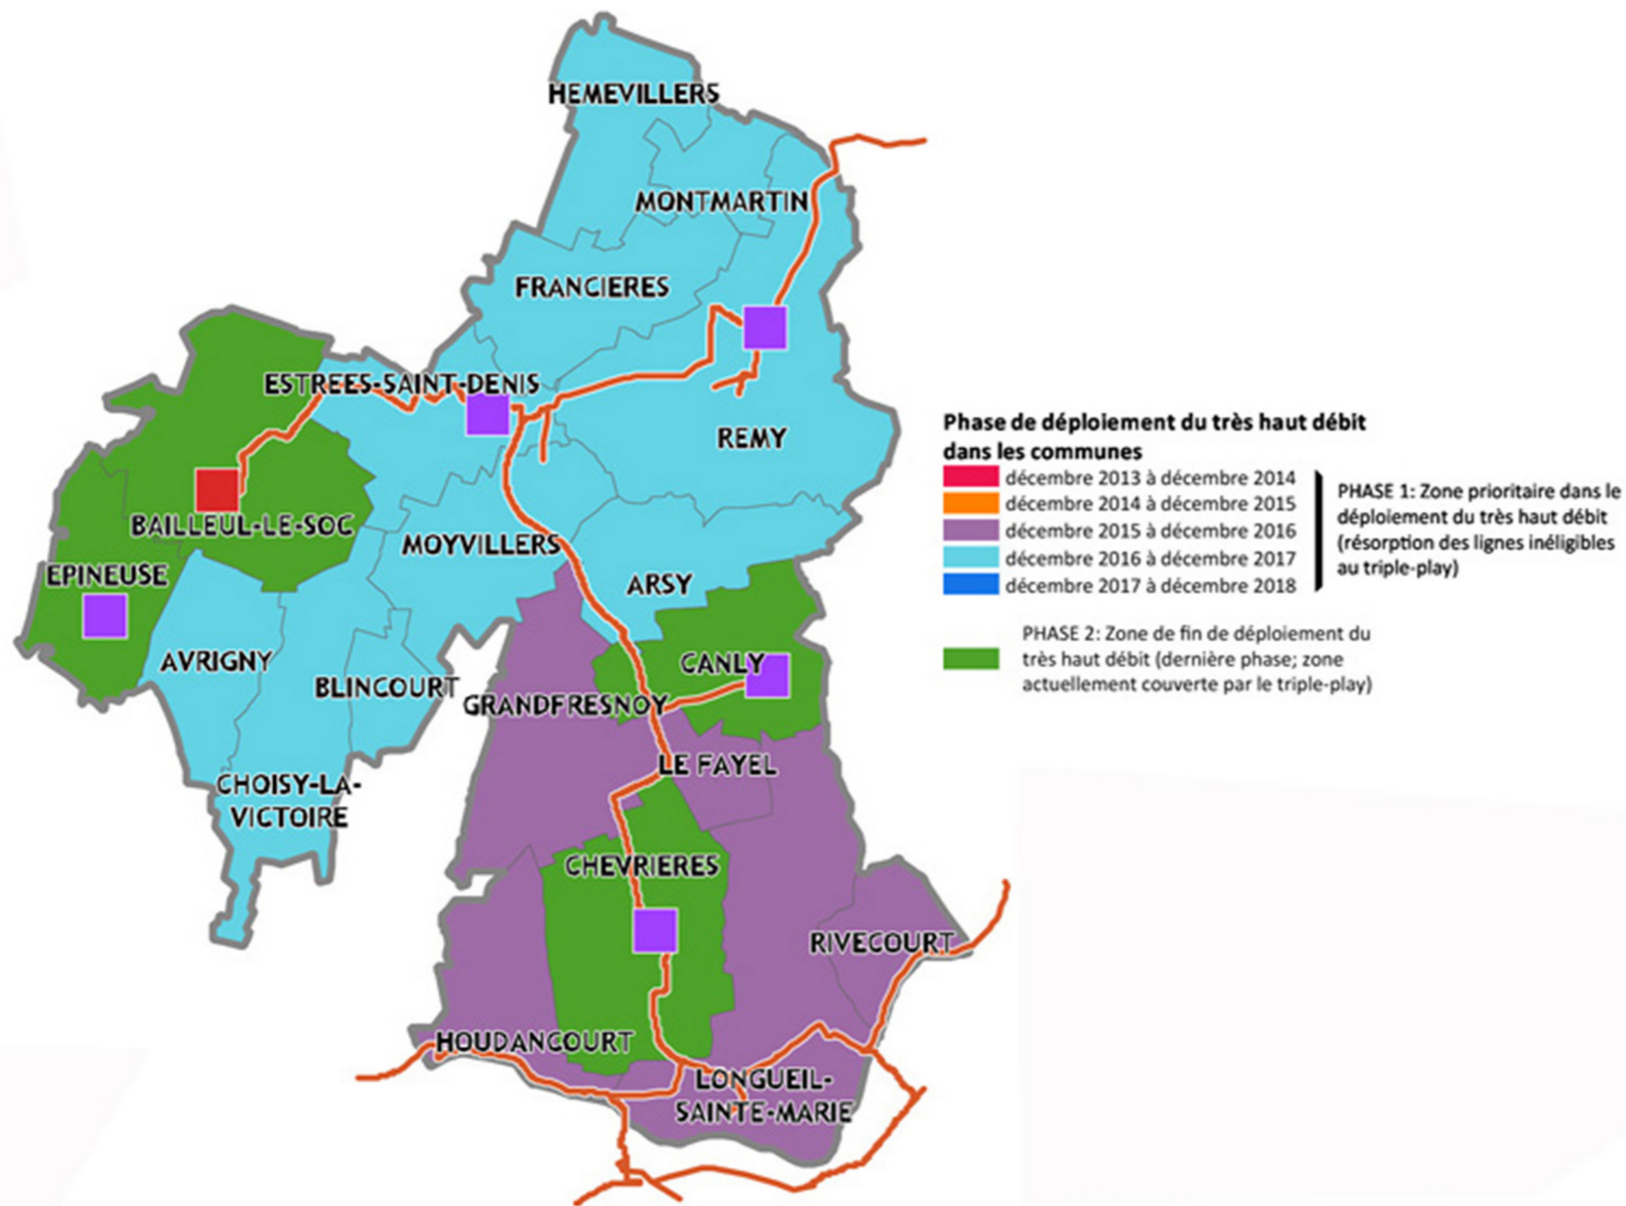 HEMEVILLERS
MONTMARTIN
FRANCIERES
ESTREES-SAINT-DENIS
REMY
BAILLEUL-LE-SOC
MOYVILLERS
EPINEUSE
ARSY
AVRIGNY
CANLY
BLINCOURT
GRANDFRESNOY
LE FAYEL
CHOISY-LA-
VICTOIRE
CHEVRIERES
RIVECOURT
HOUDANCOURT
LONGUEIL-
SAINTE-MARIE
Phase de déploiement du très haut débit
dans les communes
décembre 2013 à décembre 2014
décembre 2014 à décembre 2015
décembre 2015 à décembre 2016
décembre 2016 à décembre 2017
décembre 2017 à décembre 2018
PHASE 1: Zone prioritaire dans le
déploiement du très haut débit
(résorption des lignes inéligibles
au triple-play)
PHASE 2: Zone de fin de déploiement du
très haut débit (dernière phase; zone
actuellement couverte par le triple-play)